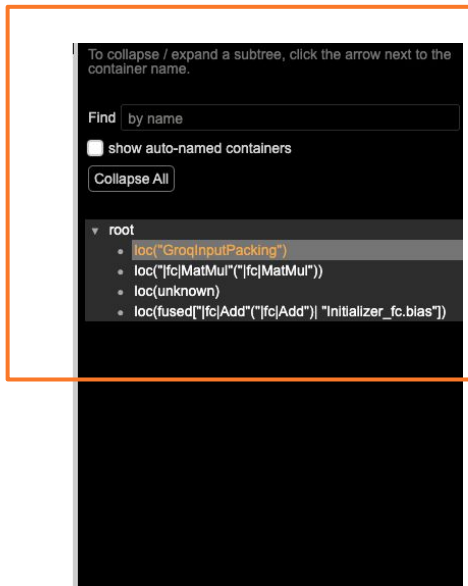 To collapse / expand a subtree, click the arrow next to the
container name.
Find by name
show auto-named containers
Collapse All
root
loc("GroqInputPacking")
loc("|fc|MatMul"("|fc|MatMul"))
loc(unknown)
loc(fused["|fc|Add"("|fc|Add")| "Initializer_fc.bias"])